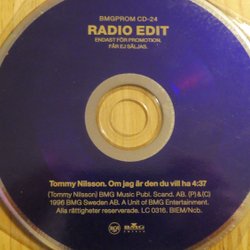 BMGPROM CD-24
RADIO EDIT
ENDAST FÖR PROMOTION.
FÅR EJ SÄLJAS.
Tommy Nilsson. Om jag är den du vill ha 4:37
(Tommy Nilsson) BMG Music Publ. Scand. AB. (P) & (C)
1996 BMG Sweden AB. A Unit of BMG Entertainment.
Alla rättigheter reserverade. LC 0316. BIEM/Ncb.
RCA BMG